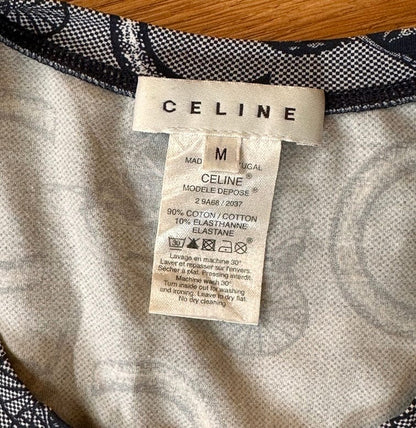 CELINE
M
MADE UGAL
CELINE®
MODELE DEPOSE®
2 9A68 / 2037
90% COTON / COTTON
10% ELASTHANNE
ELASTANE
30
Lavage en machine 30°
Laver et repasser sur l'envers.
Sécher à plat. Pressing interdit.
Machine wash 30°
Turn inside out for washing
and ironing. Leave to dry flat.
No dry cleaning.